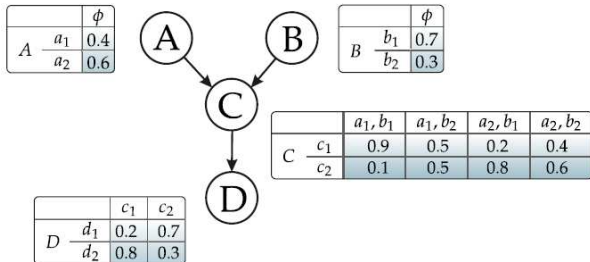 ϕ
A a₁ 0.4
a₂ 0.6
A
B
ϕ
B b₁ 0.7
b₂ 0.3
C
a₁, b₁ a₁, b₂ a₂, b₁ a₂, b₂
C c₁ 0.9 0.5 0.2 0.4
c₂ 0.1 0.5 0.8 0.6
D
c₁ c₂
D d₁ 0.2 0.7
d₂ 0.8 0.3